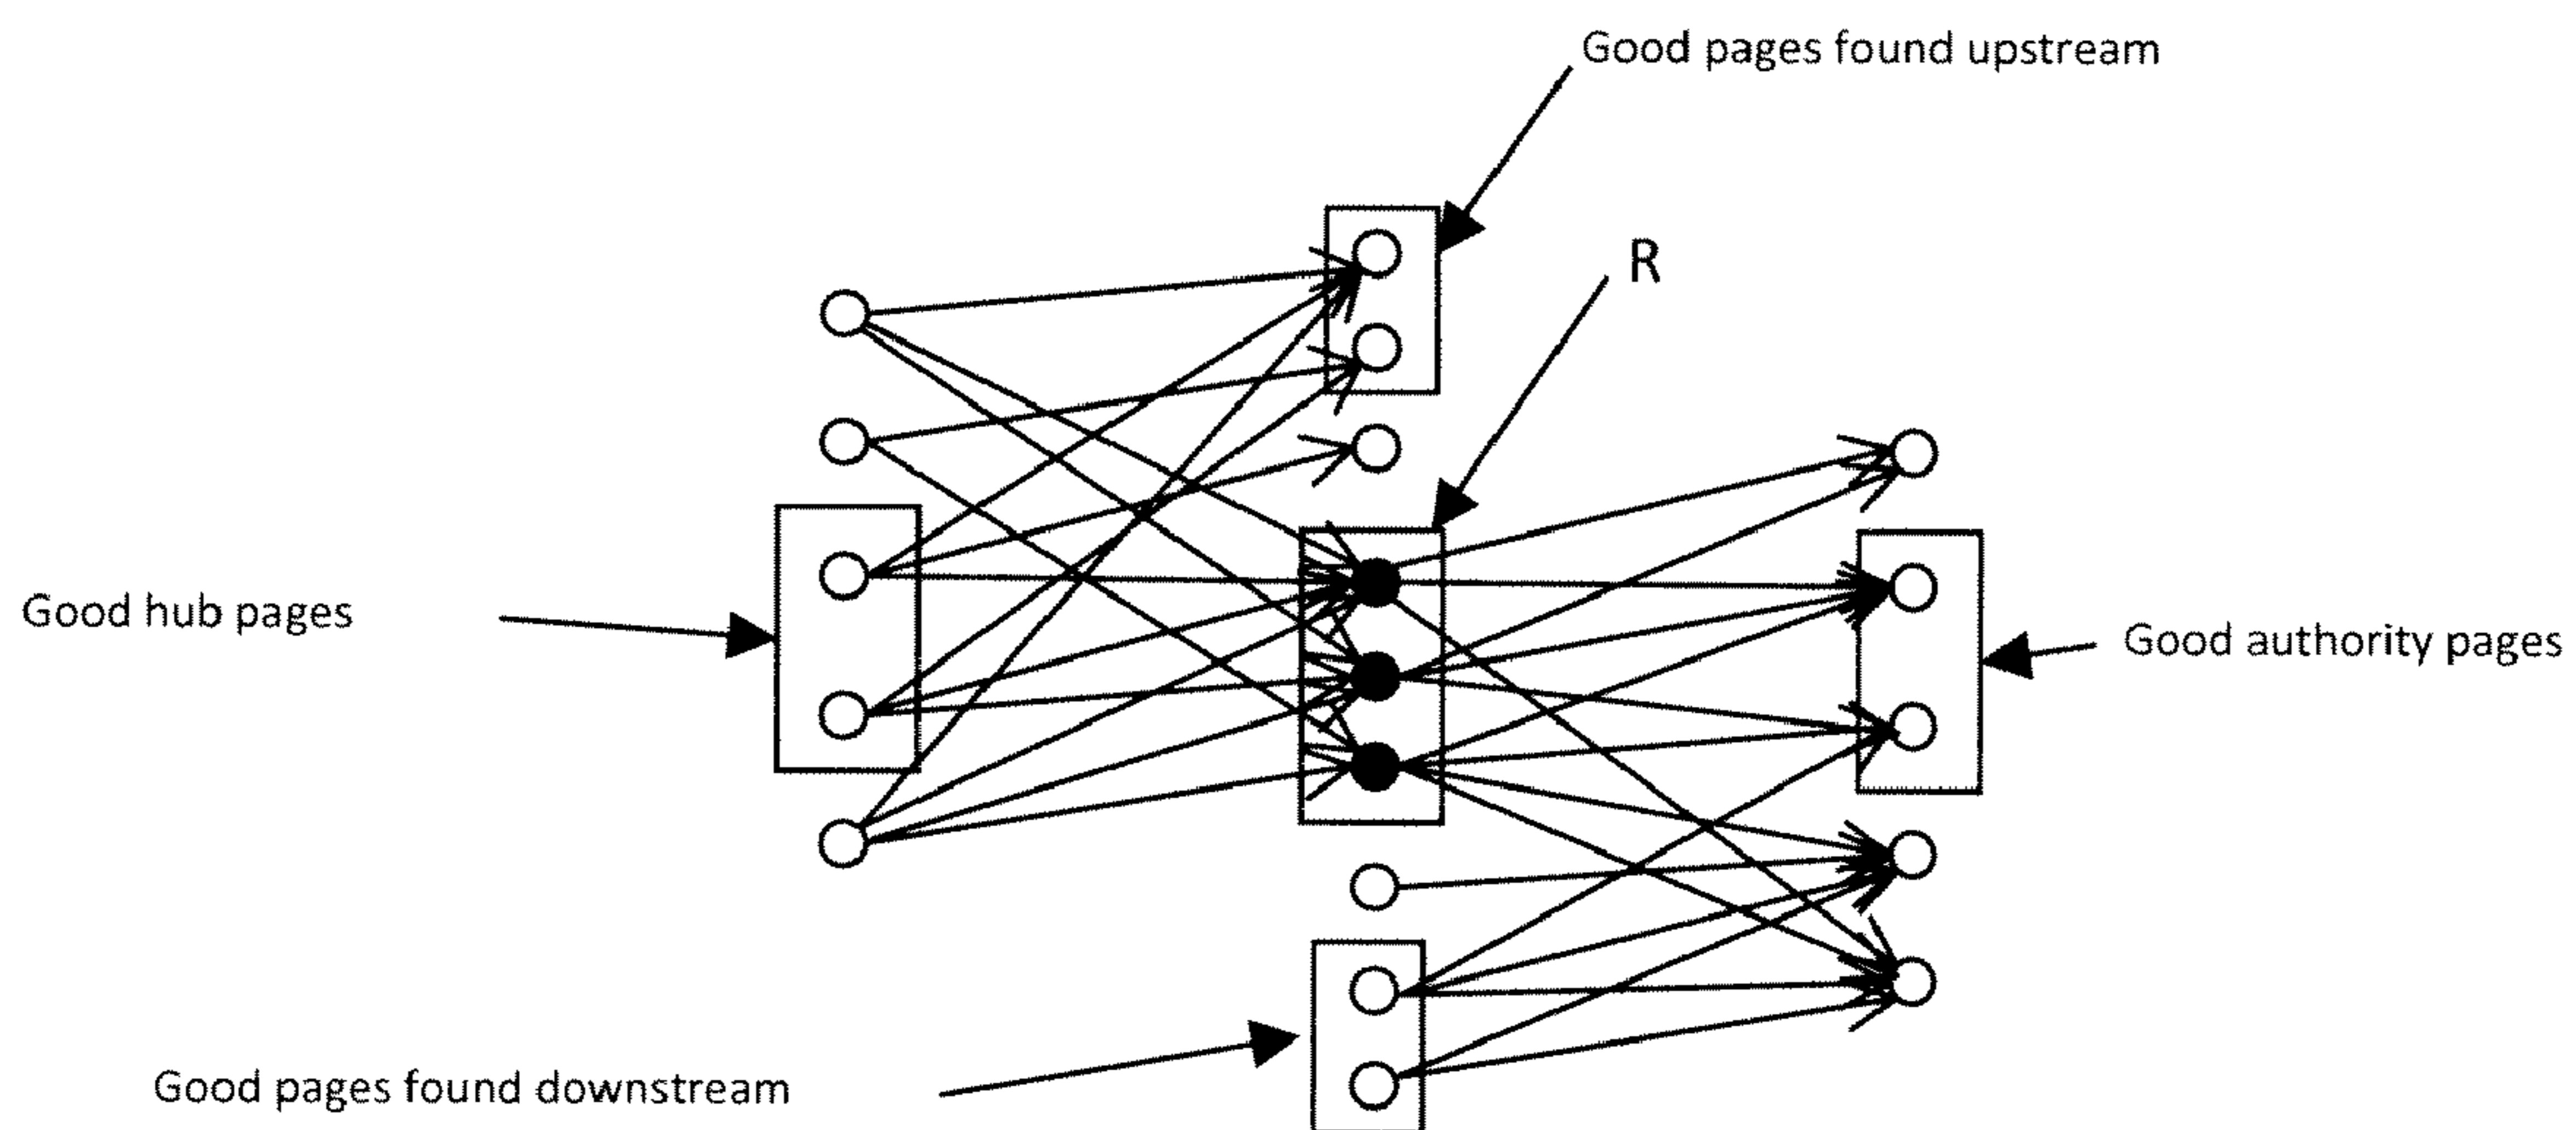 Good pages found upstream
R
Good hub pages
Good authority pages
Good pages found downstream